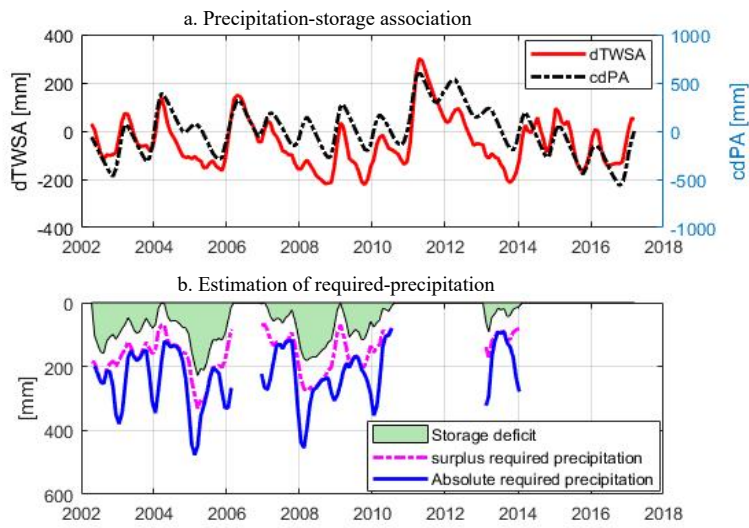 a. Precipitation-storage association
400
200
0
-200
-400
dTWSA [mm]
dTWSA
cdPA
1000
500
0
-500
-1000
cdPA [mm]
2002 2004 2006 2008 2010 2012 2014 2016 2018
b. Estimation of required-precipitation
0
200
400
600
[mm]
Storage deficit
surplus required precipitation
Absolute required precipitation
2002 2004 2006 2008 2010 2012 2014 2016 2018